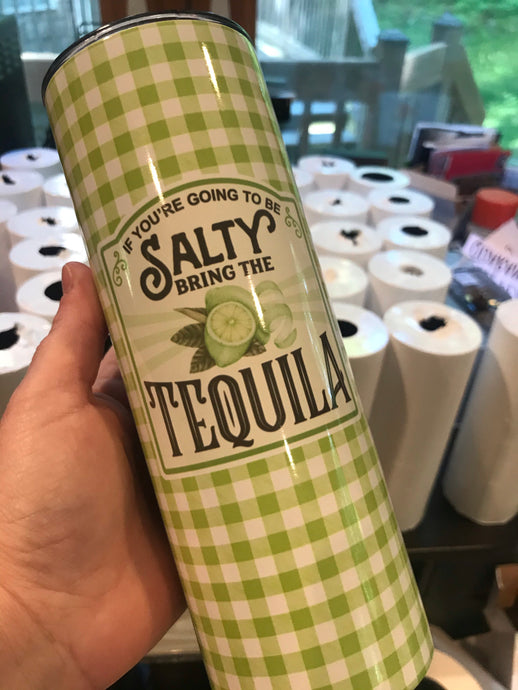 IF YOU'RE GOING TO BE
SALTY
BRING THE
TEQUILA